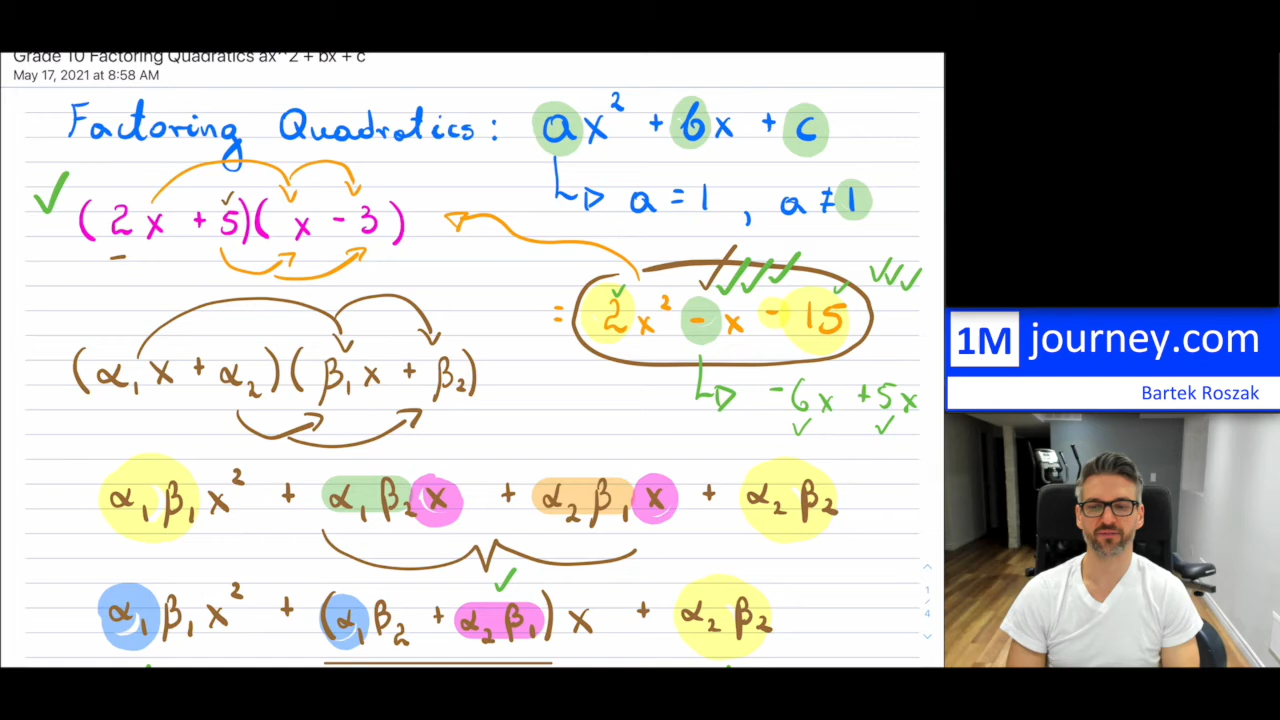 Grade 10 Factoring Quadratics ax^2 + bx + c
May 17, 2021 at 8:58 AM
Factoring Quadratics: ax² + bx + c
a = 1, a ≠ 1
(2x + 5)(x - 3)
= 2x² - x - 15
-6x +5x
(α₁x + α₂)(β₁x + β₂)
α₁β₁x² + α₁β₂x + α₂β₁x + α₂β₂
α₁β₁x² + (α₁β₂ + α₂β₁)x + α₂β₂
1
/
4
1M journey.com
Bartek Roszak